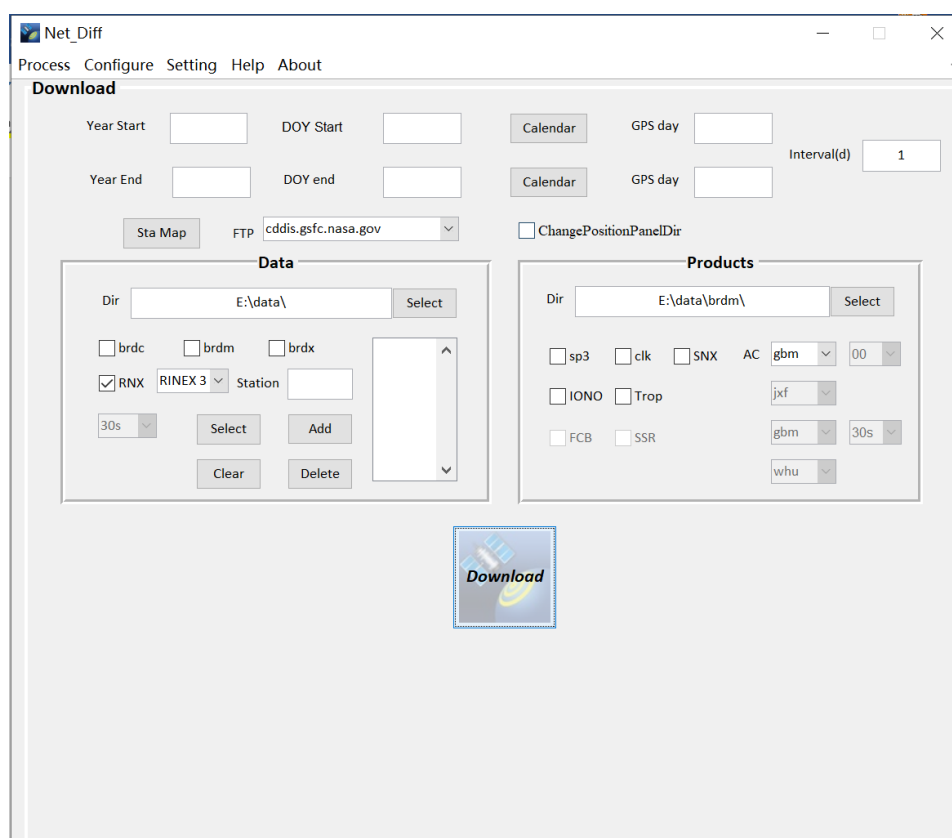 Net_Diff
Process Configure Setting Help About
Download
Year Start DOY Start Calendar GPS day
Interval(d) 1
Year End DOY end Calendar GPS day
Sta Map FTP cddis.gsfc.nasa.gov ChangePositionPanelDir
Data
Dir E:\data\ Select
brdc brdm brdx
RNX RINEX 3 Station
30s Select Add
Clear Delete
Products
Dir E:\data\brdm\ Select
sp3 clk SNX AC gbm 00
IONO Trop jxf
FCB SSR gbm 30s
whu
Download